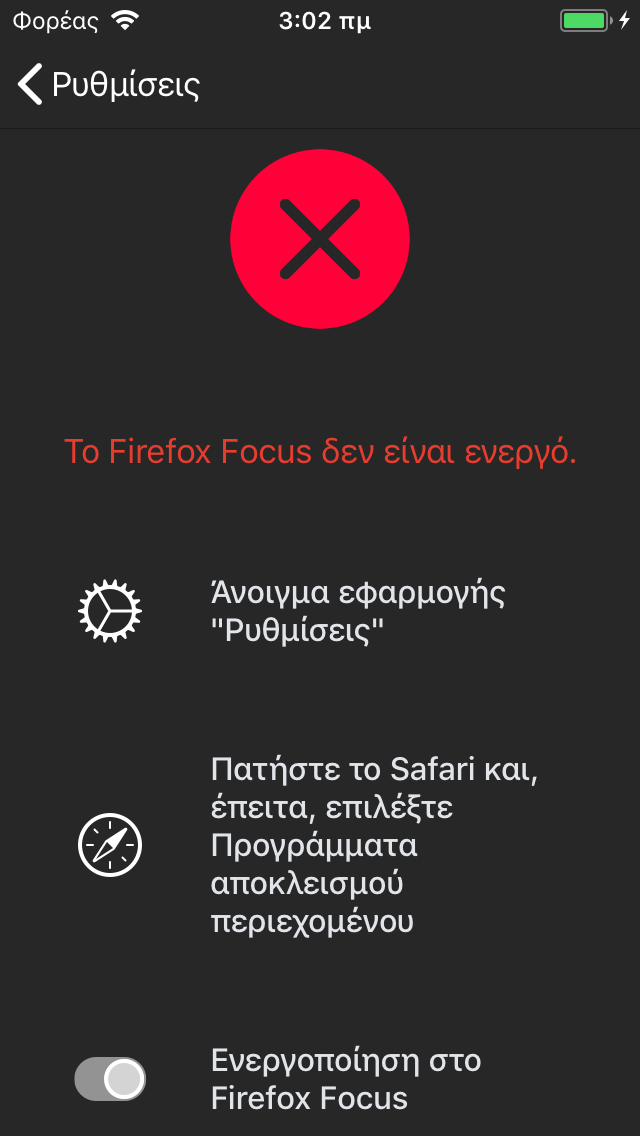 Φορέας 3:02 πμ
Ρυθμίσεις
Το Firefox Focus δεν είναι ενεργό.
Άνοιγμα εφαρμογής
"Ρυθμίσεις"
Πατήστε το Safari και,
έπειτα, επιλέξτε
Προγράμματα
αποκλεισμού
περιεχομένου
Ενεργοποίηση στο
Firefox Focus